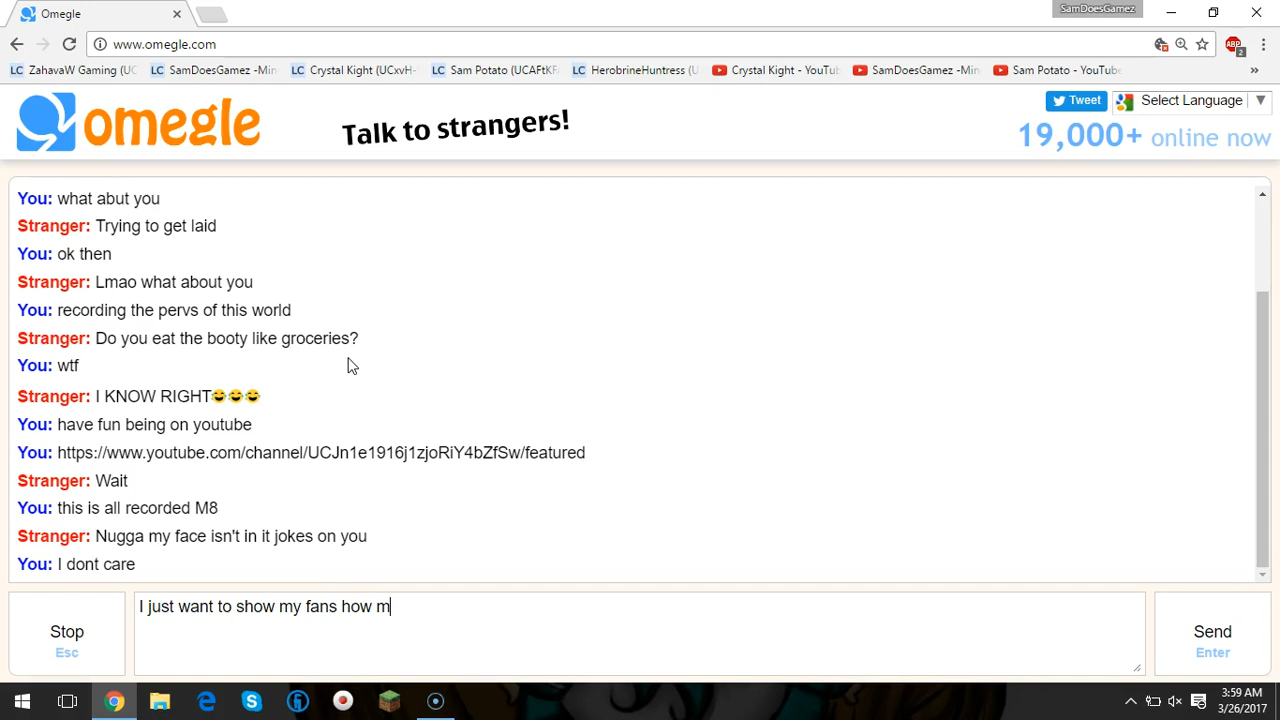 Omegle
SamDoesGamez
www.omegle.com
2
LC ZahavaW Gaming (UC LC SamDoesGamez -Min LC Crystal Kight (UCxvH- LC Sam Potato (UCAFtKF LC HerobrineHuntress (U Crystal Kight - YouTu SamDoesGamez -Min Sam Potato - YouTube
omegle
Talk to strangers!
Tweet
Select Language
19,000+ online now
You: what abut you
Stranger: Trying to get laid
You: ok then
Stranger: Lmao what about you
You: recording the pervs of this world
Stranger: Do you eat the booty like groceries?
You: wtf
Stranger: I KNOW RIGHT😂😂😂
You: have fun being on youtube
You: https://www.youtube.com/channel/UCJn1e1916j1zjoRiY4bZfSw/featured
Stranger: Wait
You: this is all recorded M8
Stranger: Nugga my face isn't in it jokes on you
You: I dont care
I just want to show my fans how m
Stop
Esc
Send
Enter
3:59 AM
3/26/2017